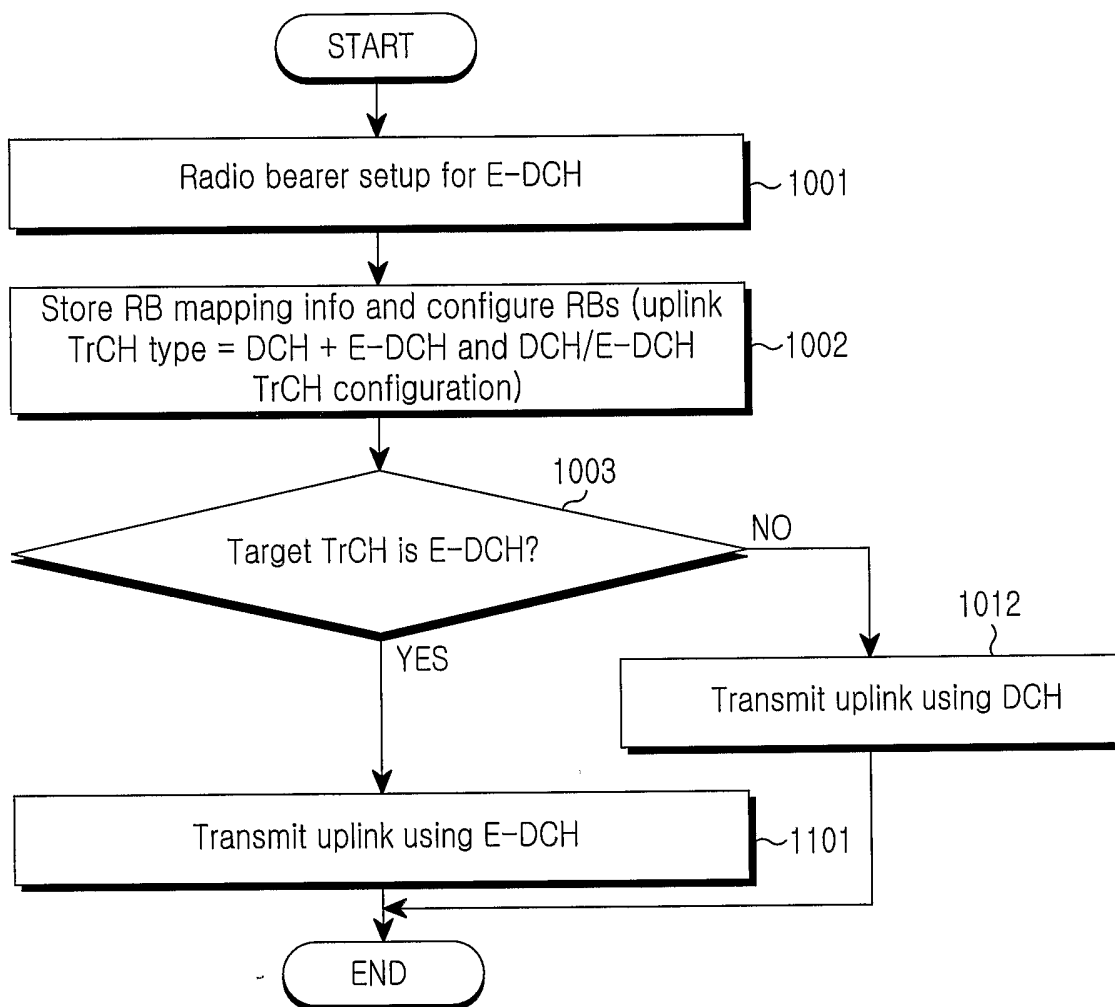 START
Radio bearer setup for E-DCH
1001
Store RB mapping info and configure RBs (uplink
TrCH type = DCH + E-DCH and DCH/E-DCH
TrCH configuration)
1002
1003
Target TrCH is E-DCH?
NO
YES
1012
Transmit uplink using DCH
Transmit uplink using E-DCH
1101
END